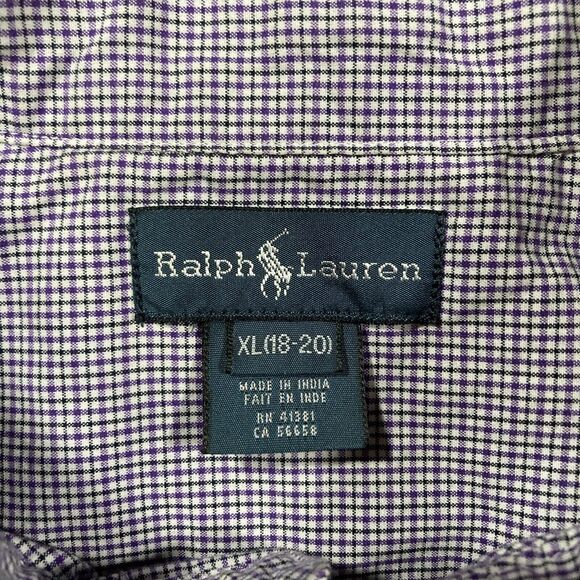 Ralph Lauren
XL(18-20)
MADE IN INDIA
FAIT EN INDE
RN 41381
CA 56658